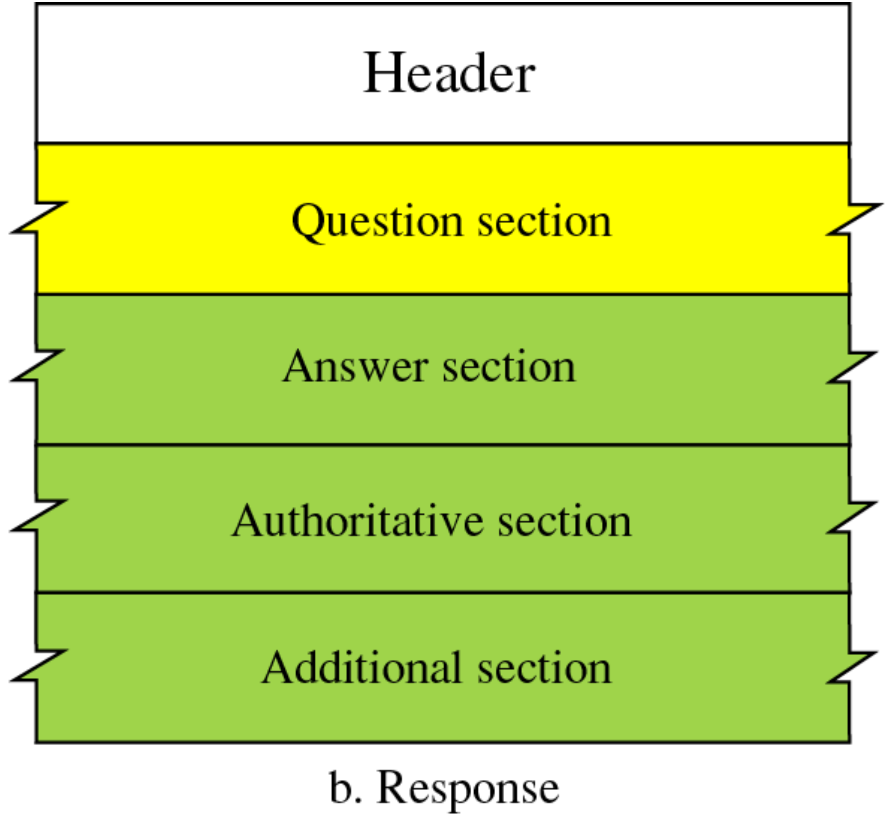 Header
Question section
Answer section
Authoritative section
Additional section
b. Response